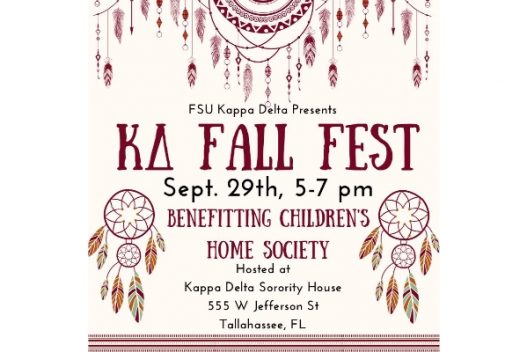 FSU Kappa Delta Presents
KΔ FALL FEST
Sept. 29th, 5-7 pm
BENEFITTING CHILDREN'S
HOME SOCIETY
Hosted at
Kappa Delta Sorority House
555 W Jefferson St
Tallahassee, FL